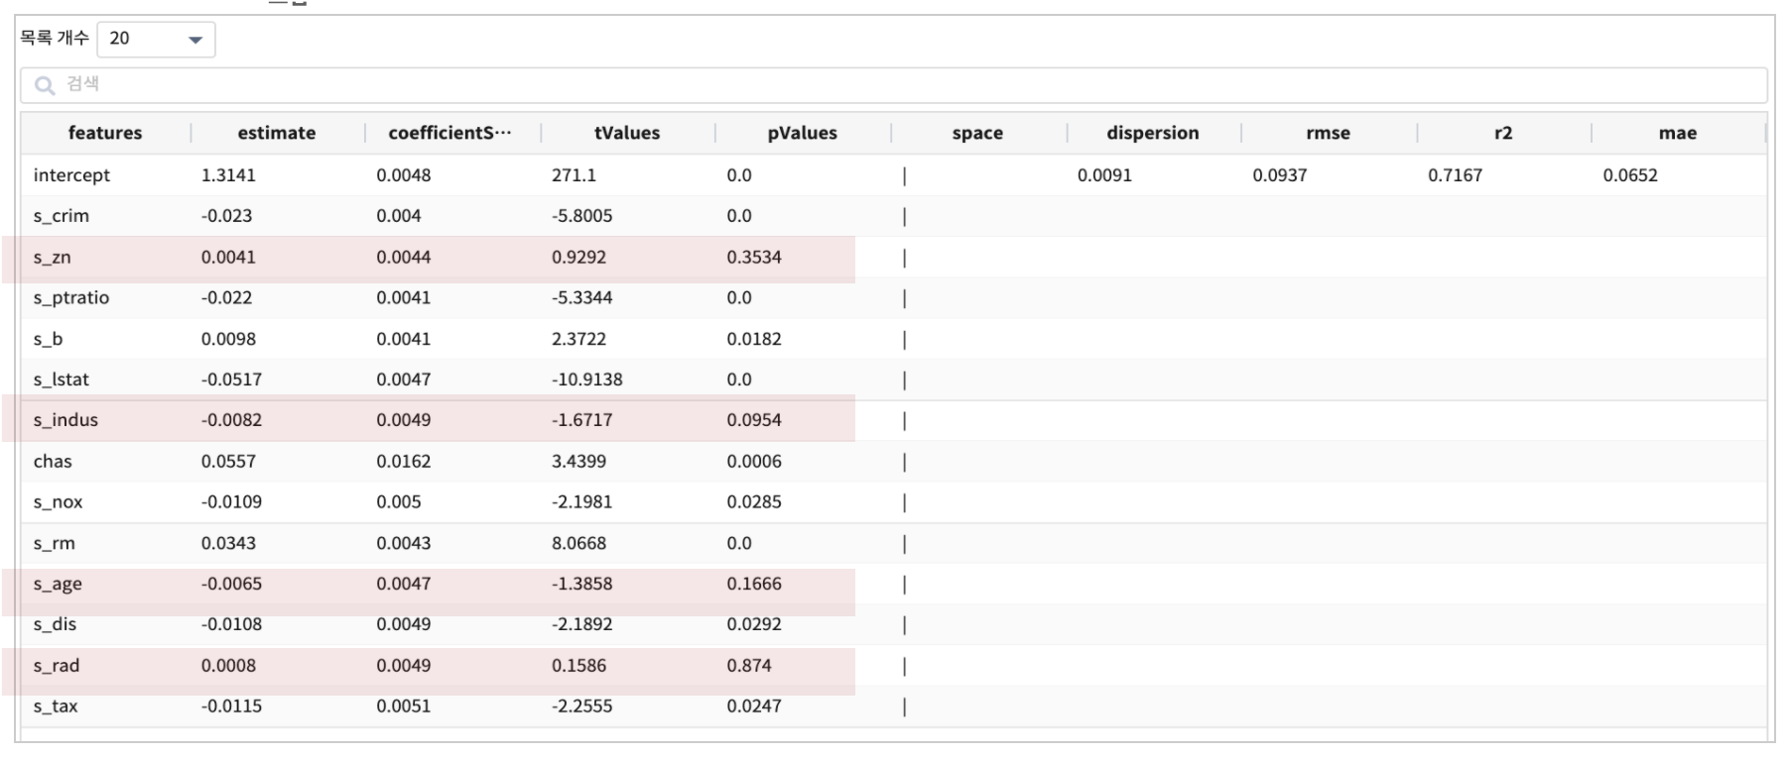 목록 개수 20
검색
features estimate coefficientS··· tValues pValues space dispersion rmse r2 mae
intercept 1.3141 0.0048 271.1 0.0 | 0.0091 0.0937 0.7167 0.0652
s_crim -0.023 0.004 -5.8005 0.0 |
s_zn 0.0041 0.0044 0.9292 0.3534 |
s_ptratio -0.022 0.0041 -5.3344 0.0 |
s_b 0.0098 0.0041 2.3722 0.0182 |
s_lstat -0.0517 0.0047 -10.9138 0.0 |
s_indus -0.0082 0.0049 -1.6717 0.0954 |
chas 0.0557 0.0162 3.4399 0.0006 |
s_nox -0.0109 0.005 -2.1981 0.0285 |
s_rm 0.0343 0.0043 8.0668 0.0 |
s_age -0.0065 0.0047 -1.3858 0.1666 |
s_dis -0.0108 0.0049 -2.1892 0.0292 |
s_rad 0.0008 0.0049 0.1586 0.874 |
s_tax -0.0115 0.0051 -2.2555 0.0247 |